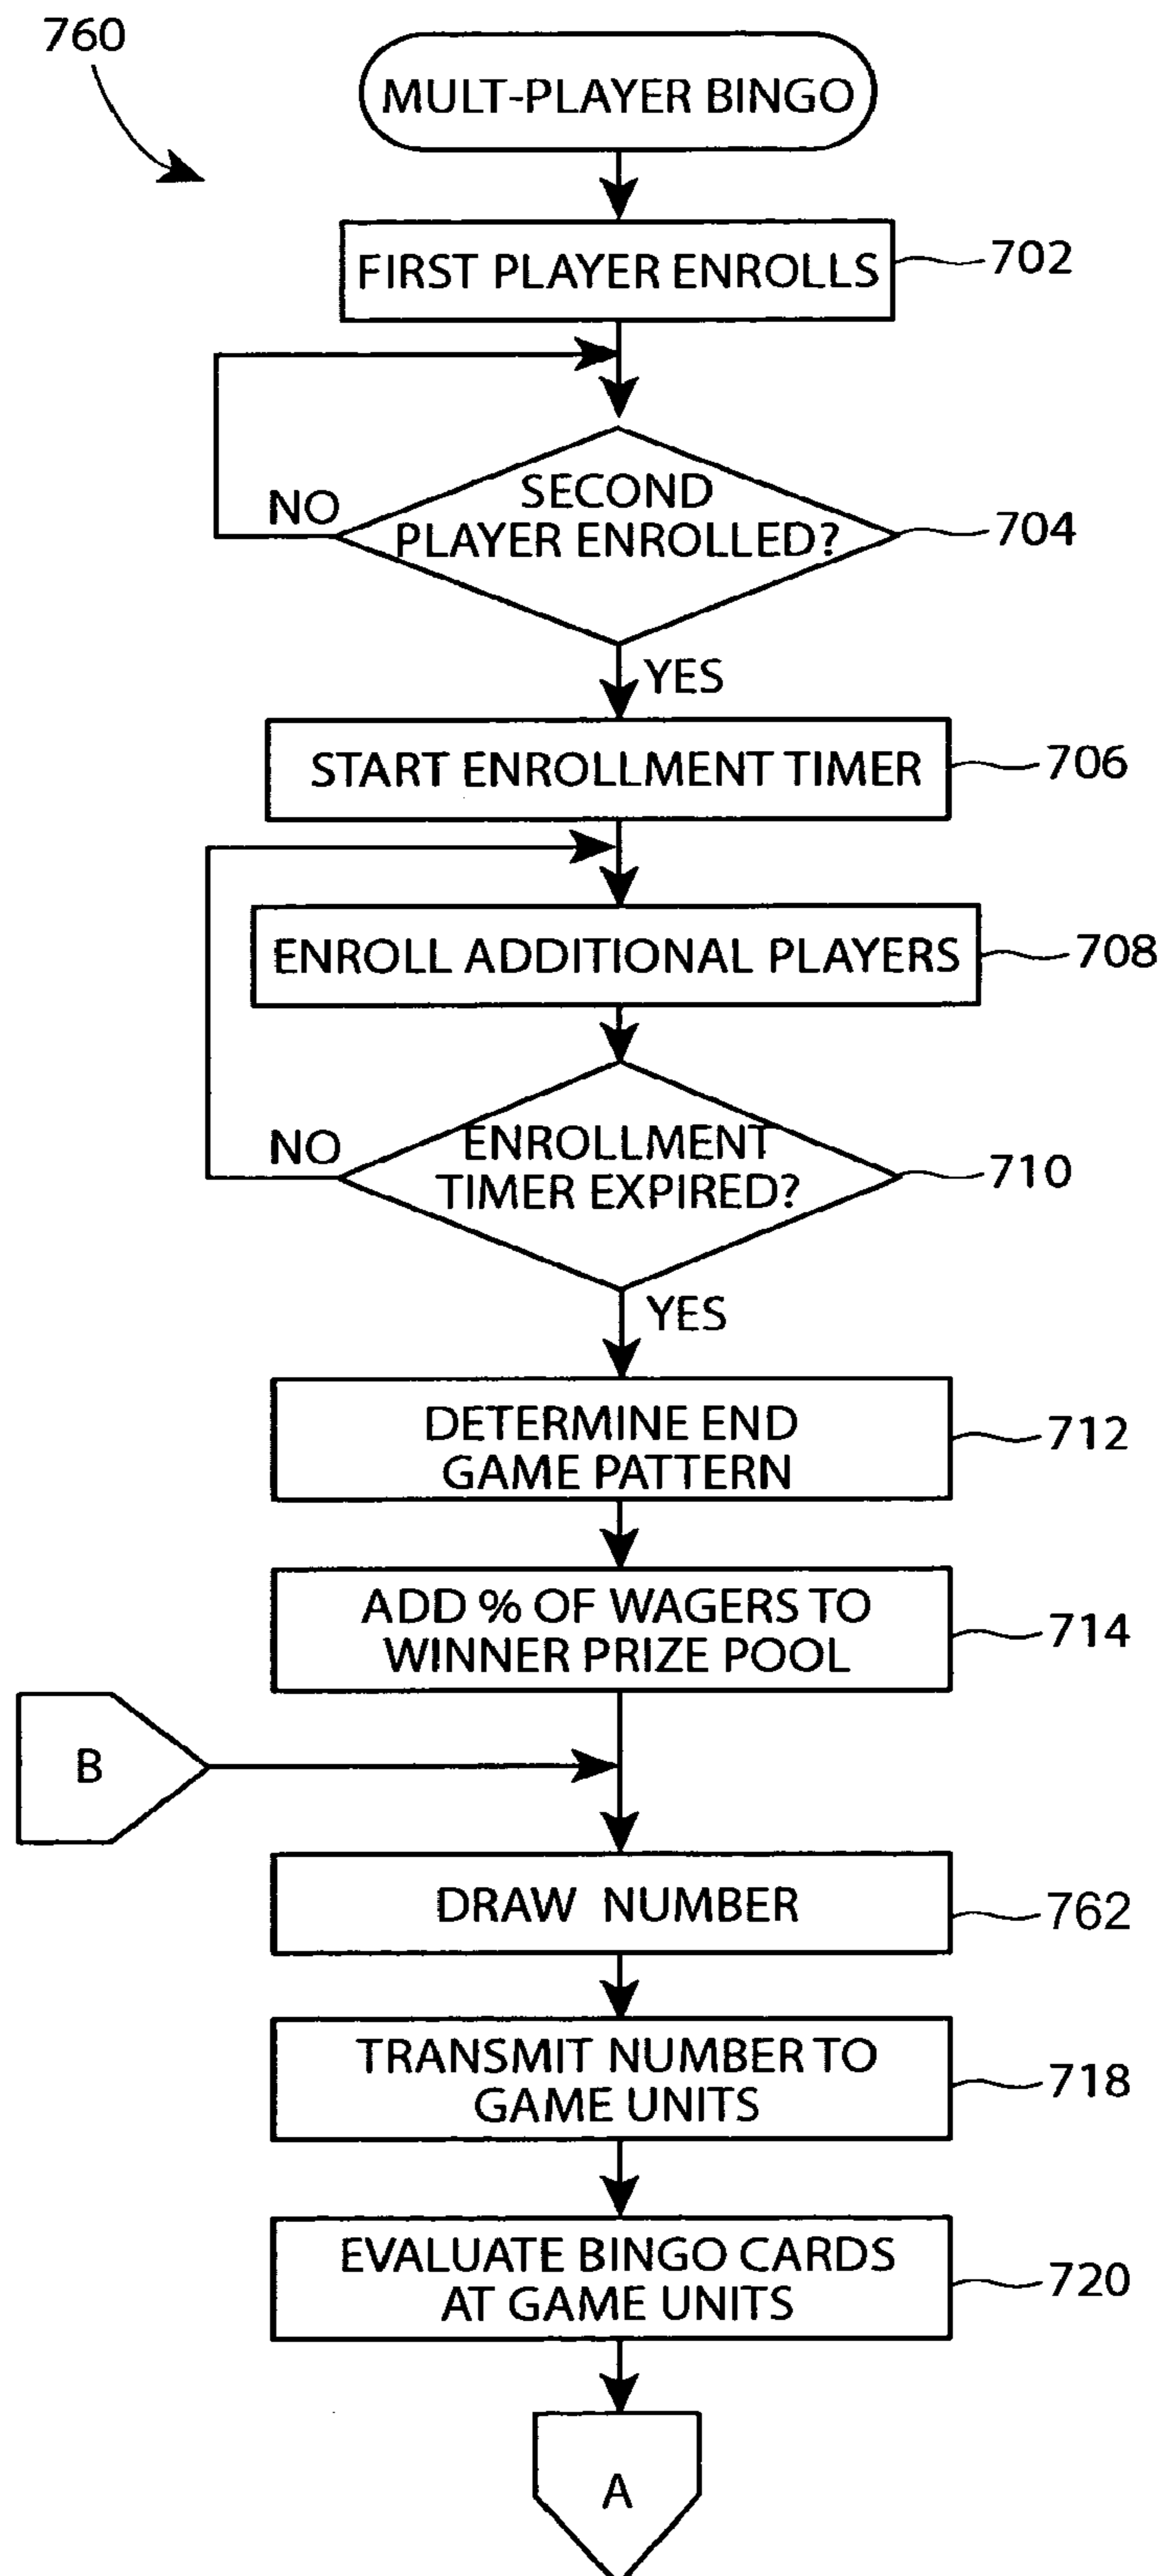 760
MULT-PLAYER BINGO
FIRST PLAYER ENROLLS
702
SECOND
PLAYER ENROLLED?
NO
704
YES
START ENROLLMENT TIMER
706
ENROLL ADDITIONAL PLAYERS
708
ENROLLMENT
TIMER EXPIRED?
NO
710
YES
DETERMINE END
GAME PATTERN
712
ADD % OF WAGERS TO
WINNER PRIZE POOL
714
B
DRAW NUMBER
762
TRANSMIT NUMBER TO
GAME UNITS
718
EVALUATE BINGO CARDS
AT GAME UNITS
720
A